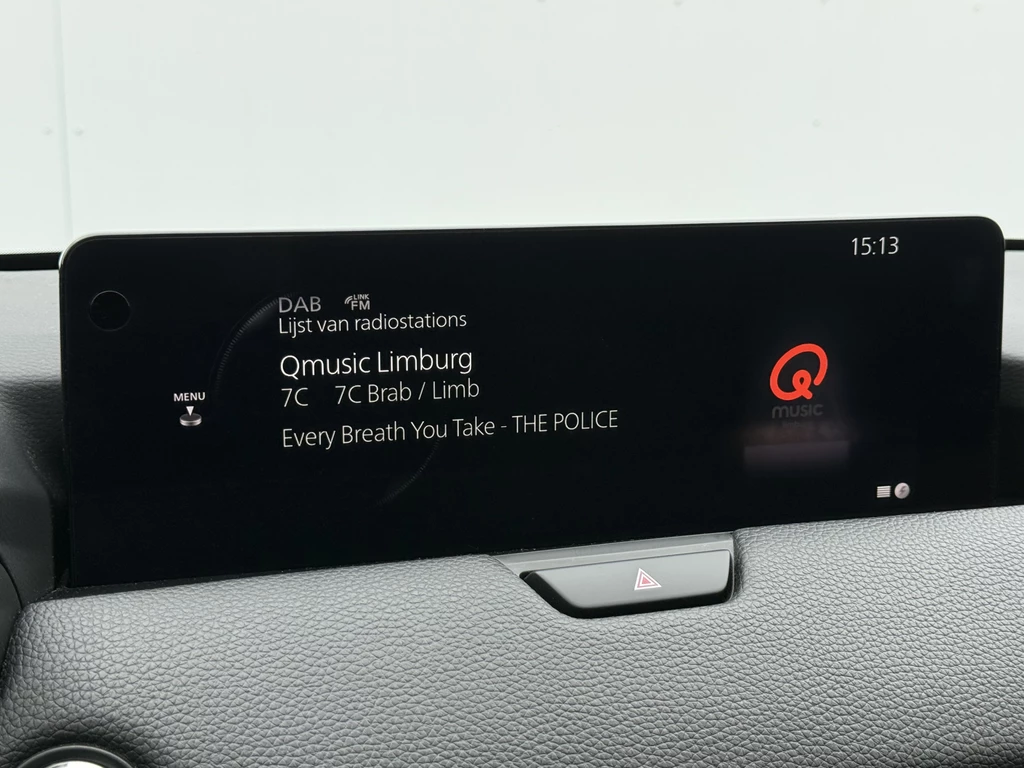 15:13
DAB LINK FM
Lijst van radiostations
Qmusic Limburg
7C 7C Brab / Limb
Every Breath You Take - THE POLICE
MENU
Q
music